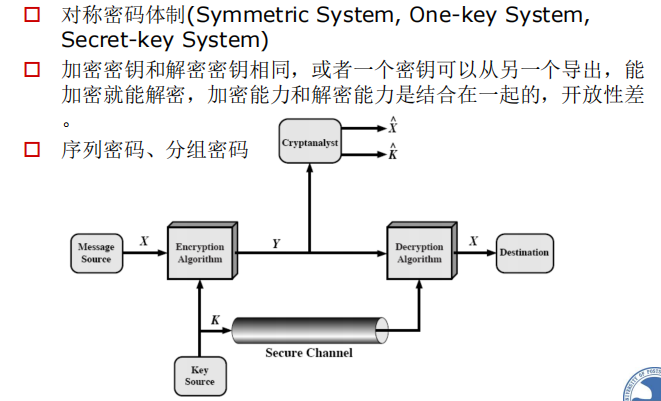 对称密码体制(Symmetric System, One-key System,
Secret-key System)
加密密钥和解密密钥相同，或者一个密钥可以从另一个导出，能
加密就能解密，加密能力和解密能力是结合在一起的，开放性差
。
序列密码、分组密码
Cryptanalyst
X̂
K̂
Message
Source
X
Encryption
Algorithm
Y
Decryption
Algorithm
X
Destination
K
Secure Channel
Key
Source